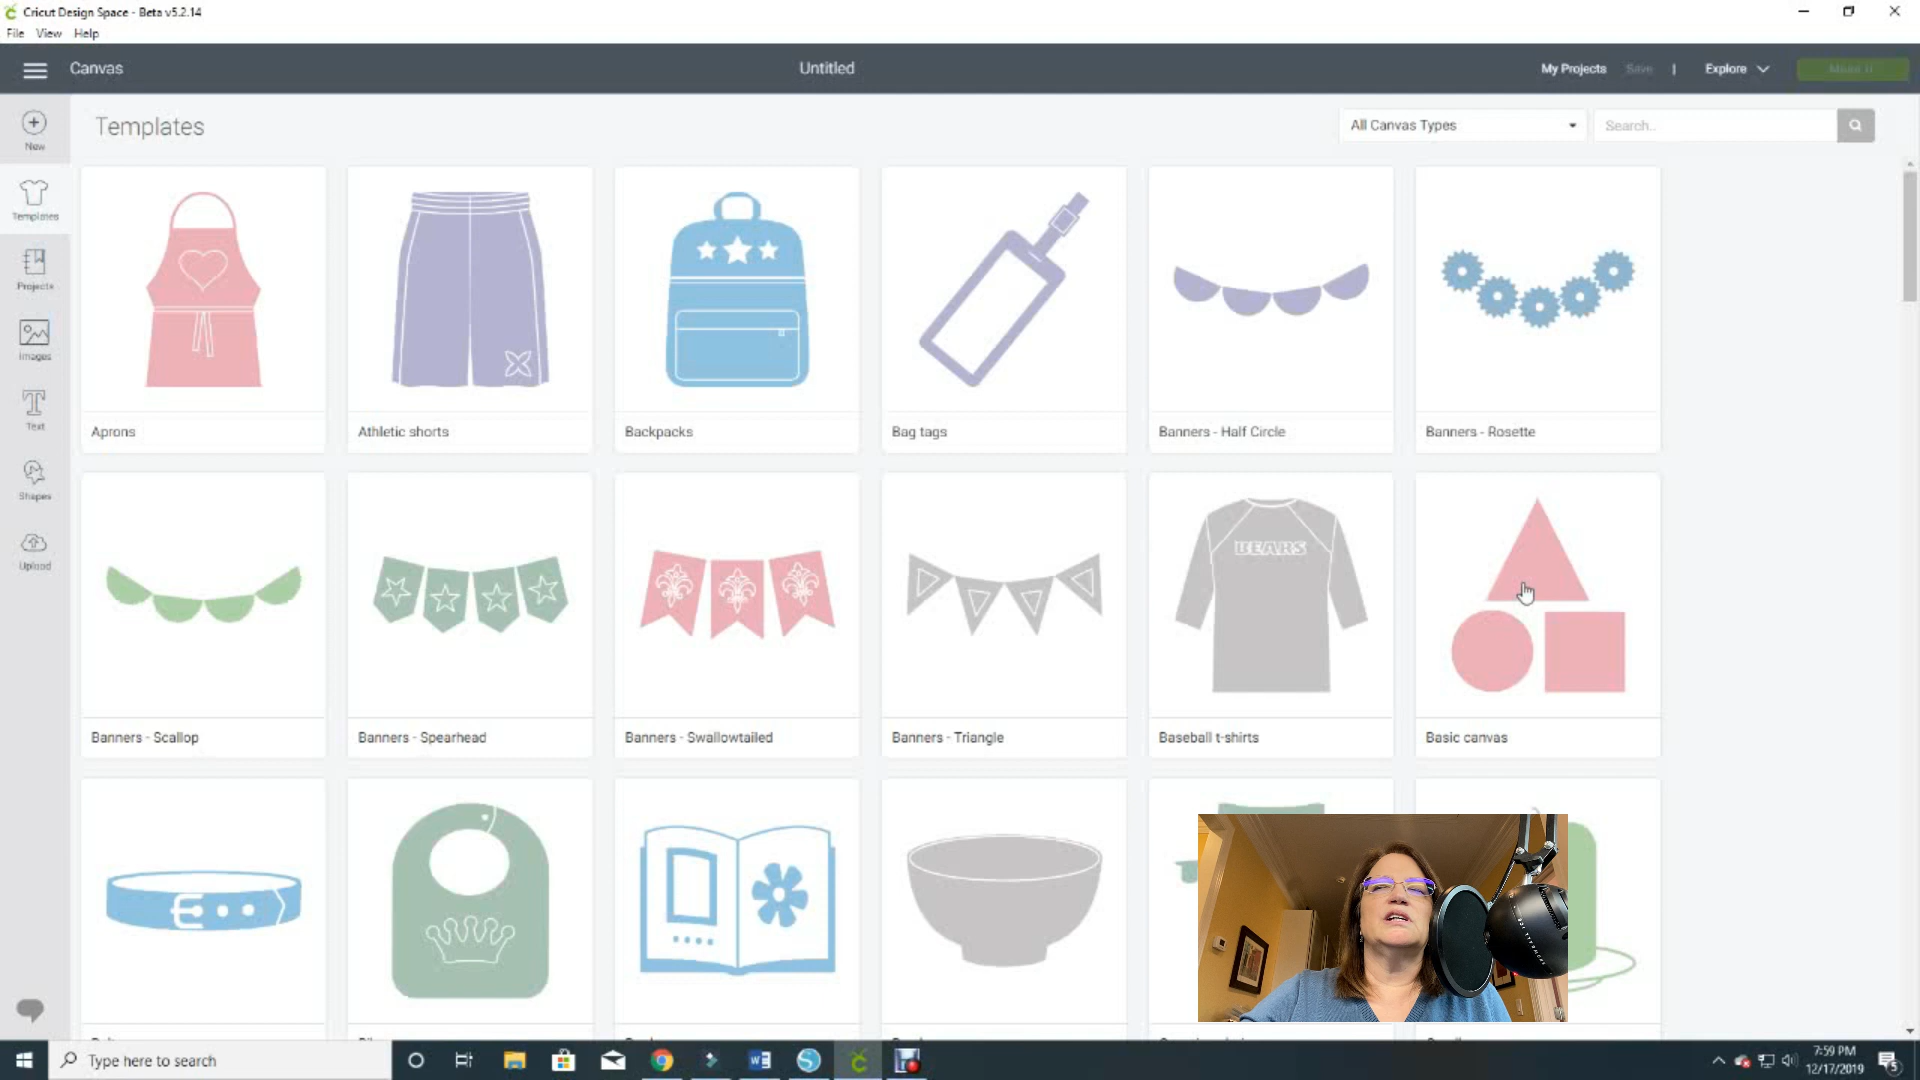 Cricut Design Space - Beta v5.2.14
File View Help
Canvas
Untitled
My Projects Save | Explore
New
Templates
All Canvas Types
Search..
Templates
Projects
Images
Text
Shapes
Upload
Aprons
Athletic shorts
Backpacks
Bag tags
Banners - Half Circle
Banners - Rosette
BEARS
Banners - Scallop
Banners - Spearhead
Banners - Swallowtailed
Banners - Triangle
Baseball t-shirts
Basic canvas
Type here to search
7:59 PM
12/17/2019
5